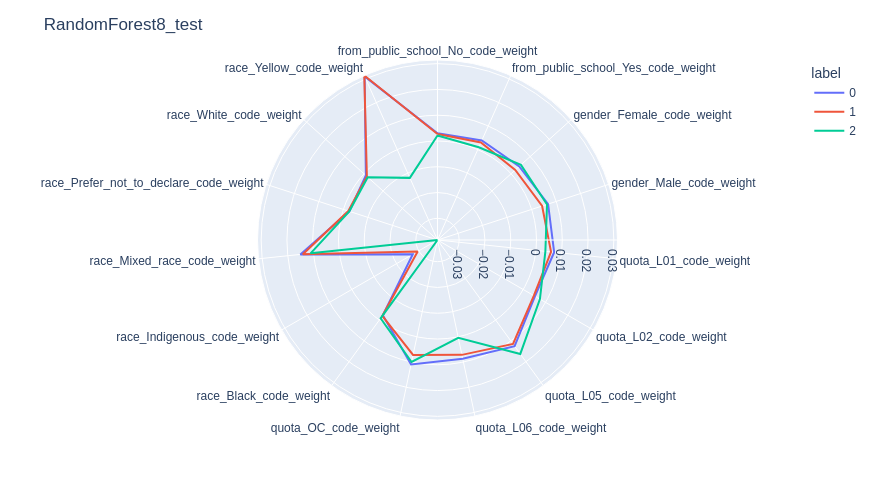 RandomForest8_test
from_public_school_No_code_weight
race_Yellow_code_weight
from_public_school_Yes_code_weight
label
0
1
2
race_White_code_weight
gender_Female_code_weight
race_Prefer_not_to_declare_code_weight
gender_Male_code_weight
−0.03
−0.02
−0.01
0
0.01
0.02
0.03
race_Mixed_race_code_weight
quota_L01_code_weight
race_Indigenous_code_weight
quota_L02_code_weight
race_Black_code_weight
quota_L05_code_weight
quota_OC_code_weight
quota_L06_code_weight